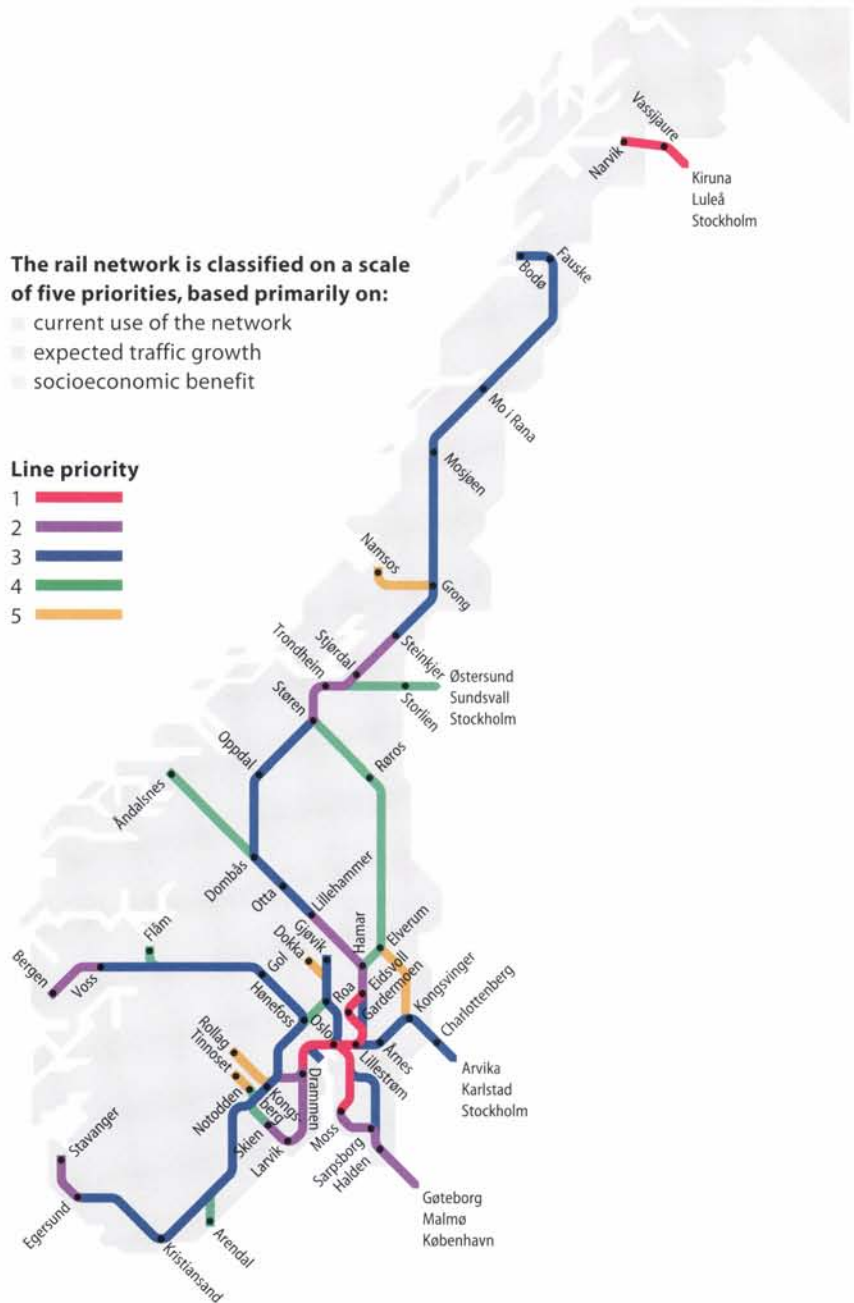 The rail network is classified on a scale
of five priorities, based primarily on:
current use of the network
expected traffic growth
socioeconomic benefit
Line priority
1
2
3
4
5
Vassijaure
Narvik
Kiruna
Luleå
Stockholm
Fauske
Bodø
Mo i Rana
Mosjøen
Namsos
Grong
Steinkjer
Stjørdal
Trondheim
Østersund
Sundsvall
Stockholm
Storlien
Støren
Oppdal
Røros
Åndalsnes
Dombås
Otta
Lillehammer
Gjøvik
Dokka
Hamar
Elverum
Eidsvoll
Gardermoen
Kongsvinger
Charlottenberg
Flåm
Bergen
Voss
Gol
Hønefoss
Roa
Oslo
Lillestrøm
Årnes
Arvika
Karlstad
Stockholm
Rollag
Tinnoset
Notodden
Kongs-
berg
Drammen
Skien
Larvik
Moss
Sarpsborg
Halden
Gøteborg
Malmø
København
Stavanger
Egersund
Kristiansand
Arendal